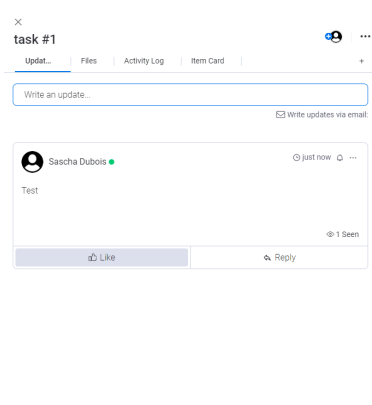 task #1
Updat...
Files
Activity Log
Item Card
Write an update...
Write updates via email:
Sascha Dubois
just now
Test
1 Seen
Like
Reply